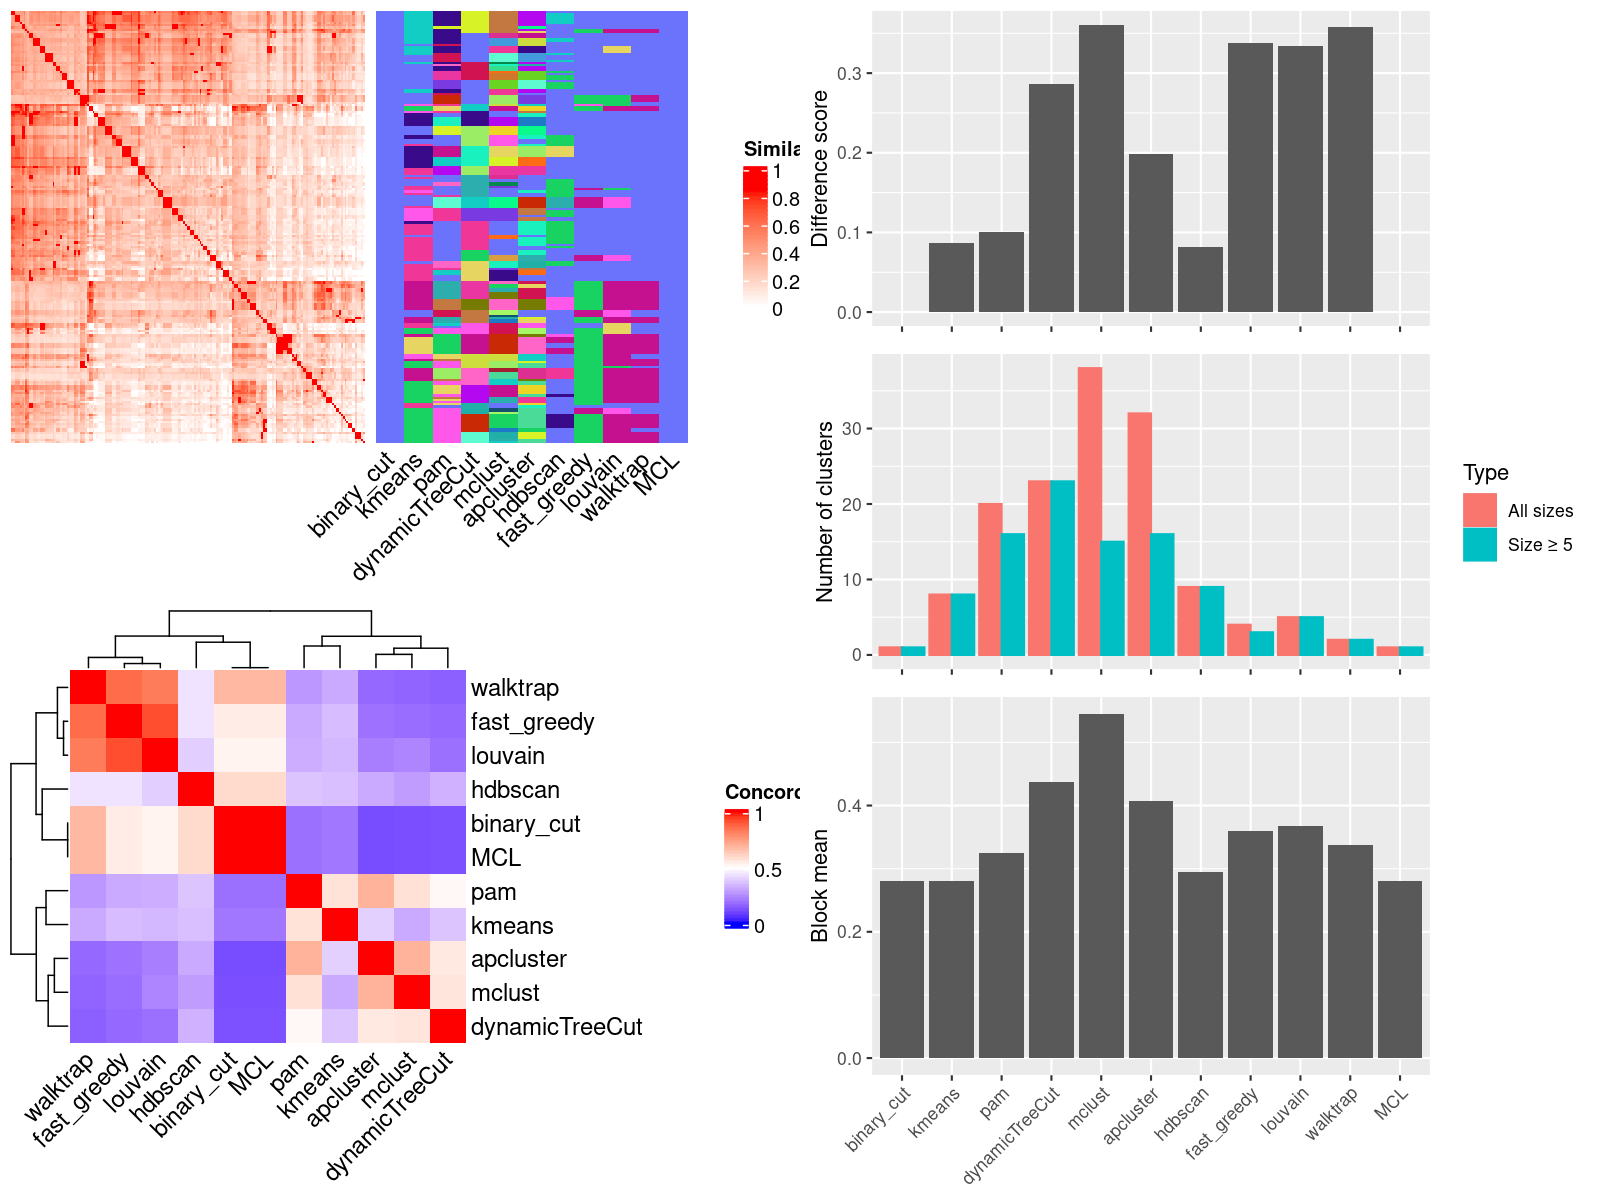 Simila
1
0.8
0.6
0.4
0.2
0
binary_cut
kmeans
pam
dynamicTreeCut
mclust
apcluster
hdbscan
fast_greedy
louvain
walktrap
MCL
Difference score
0.3
0.2
0.1
0.0
Number of clusters
30
20
10
0
Type
All sizes
Size ≥ 5
walktrap
fast_greedy
louvain
hdbscan
binary_cut
MCL
pam
kmeans
apcluster
mclust
dynamicTreeCut
walktrap
fast_greedy
louvain
hdbscan
binary_cut
MCL
pam
kmeans
apcluster
mclust
dynamicTreeCut
Concord
1
0.5
0
Block mean
0.4
0.2
0.0
binary_cut
kmeans
pam
dynamicTreeCut
mclust
apcluster
hdbscan
fast_greedy
louvain
walktrap
MCL